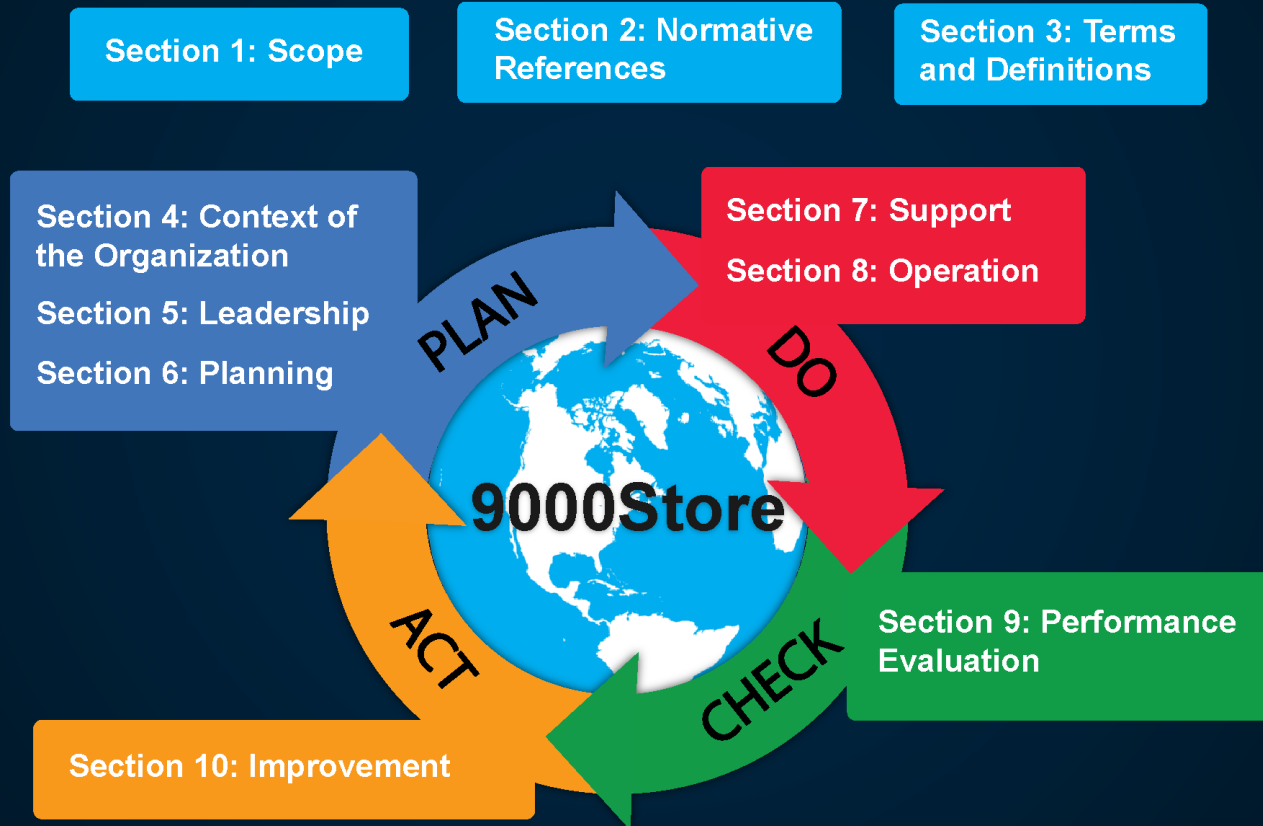 Section 1: Scope
Section 2: Normative
References
Section 3: Terms
and Definitions
Section 4: Context of
the Organization
Section 5: Leadership
Section 6: Planning
PLAN
Section 7: Support
Section 8: Operation
DO
9000Store
Section 9: Performance
Evaluation
CHECK
ACT
Section 10: Improvement